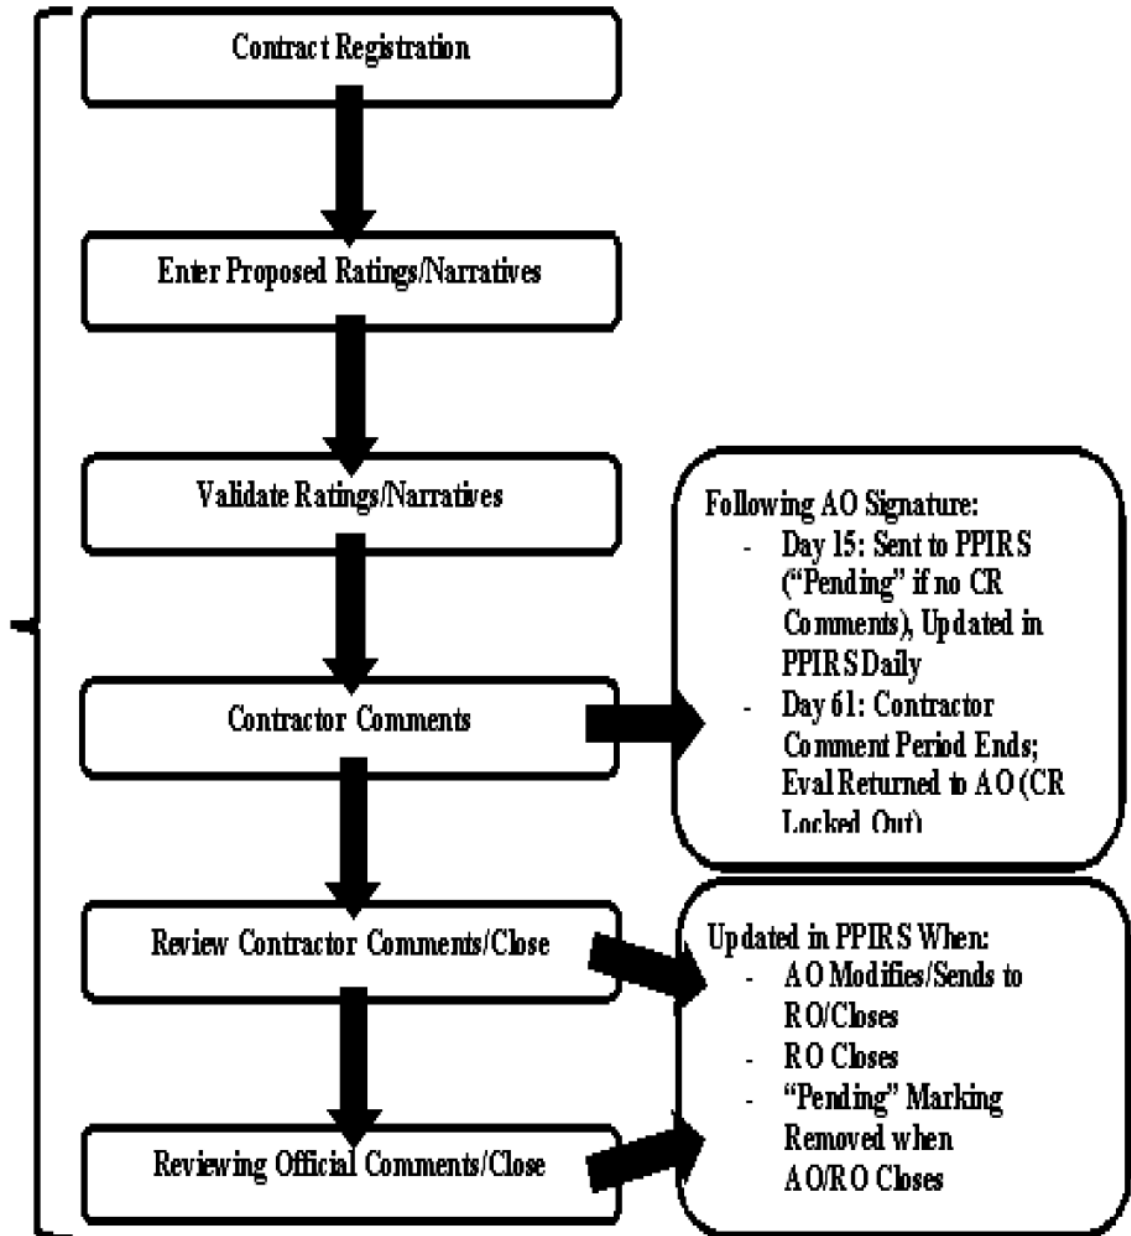 Contract Registration
Enter Proposed Ratings/Narratives
Validate Ratings/Narratives
Contractor Comments
Following AO Signature:
- Day 15: Sent to PPIRS
(“Pending” if no CR
Comments), Updated in
PPIRS Daily
- Day 61: Contractor
Comment Period Ends;
Eval Returned to AO (CR
Locked Out)
Review Contractor Comments/Close
Updated in PPIRS When:
- AO Modifies/Sends to
RO/Closes
- RO Closes
- “Pending” Marking
Removed when
AO/RO Closes
Reviewing Official Comments/Close